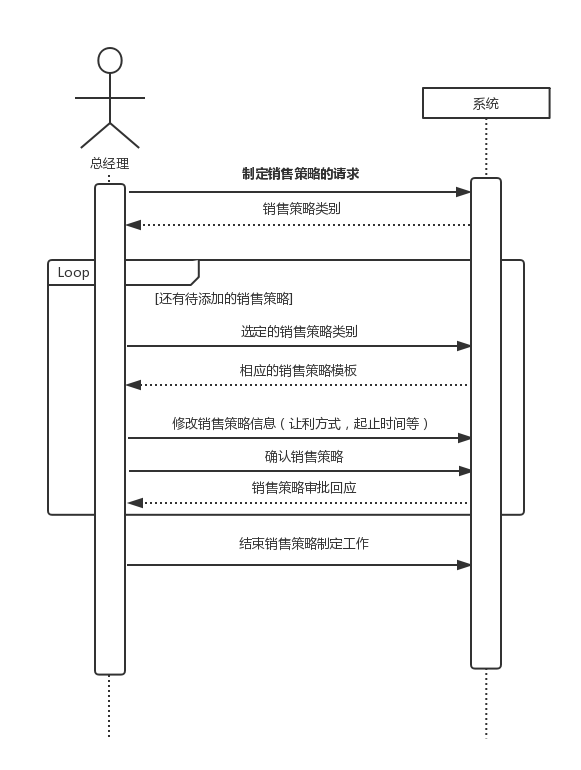 系统
总经理
制定销售策略的请求
销售策略类别
Loop
[还有待添加的销售策略]
选定的销售策略类别
相应的销售策略模板
修改销售策略信息（让利方式，起止时间等）
确认销售策略
销售策略审批回应
结束销售策略制定工作